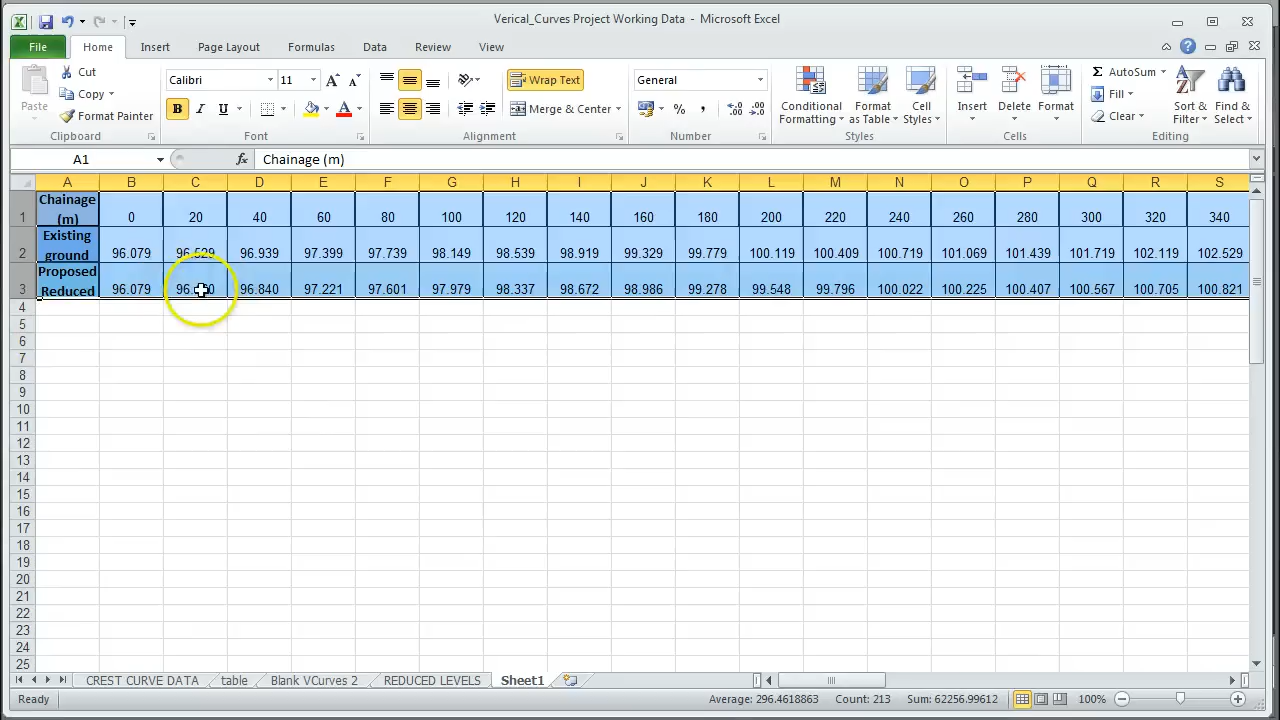 Verical_Curves Project Working Data - Microsoft Excel
File Home Insert Page Layout Formulas Data Review View
Paste
Cut
Copy
Format Painter
Clipboard
Calibri 11
B I U
Font
Wrap Text
Merge & Center
Alignment
General
% ,
Number
Conditional Formatting
Format as Table
Cell Styles
Styles
Insert Delete Format
Cells
AutoSum
Fill
Clear
Sort & Filter
Find & Select
Editing
A1 fx Chainage (m)
A B C D E F G H I J K L M N O P Q R S
1 Chainage (m) 0 20 40 60 80 100 120 140 160 180 200 220 240 260 280 300 320 340
2 Existing ground 96.079 96.529 96.939 97.399 97.739 98.149 98.539 98.919 99.329 99.779 100.119 100.409 100.719 101.069 101.439 101.719 102.119 102.529
3 Proposed Reduced 96.079 96.840 97.221 97.601 97.979 98.337 98.672 98.986 99.278 99.548 99.796 100.022 100.225 100.407 100.567 100.705 100.821
4
5
6
7
8
9
10
11
12
13
14
15
16
17
18
19
20
21
22
23
24
25
CREST CURVE DATA table Blank VCurves 2 REDUCED LEVELS Sheet1
Ready Average: 296.4618863 Count: 213 Sum: 62256.99612 100%